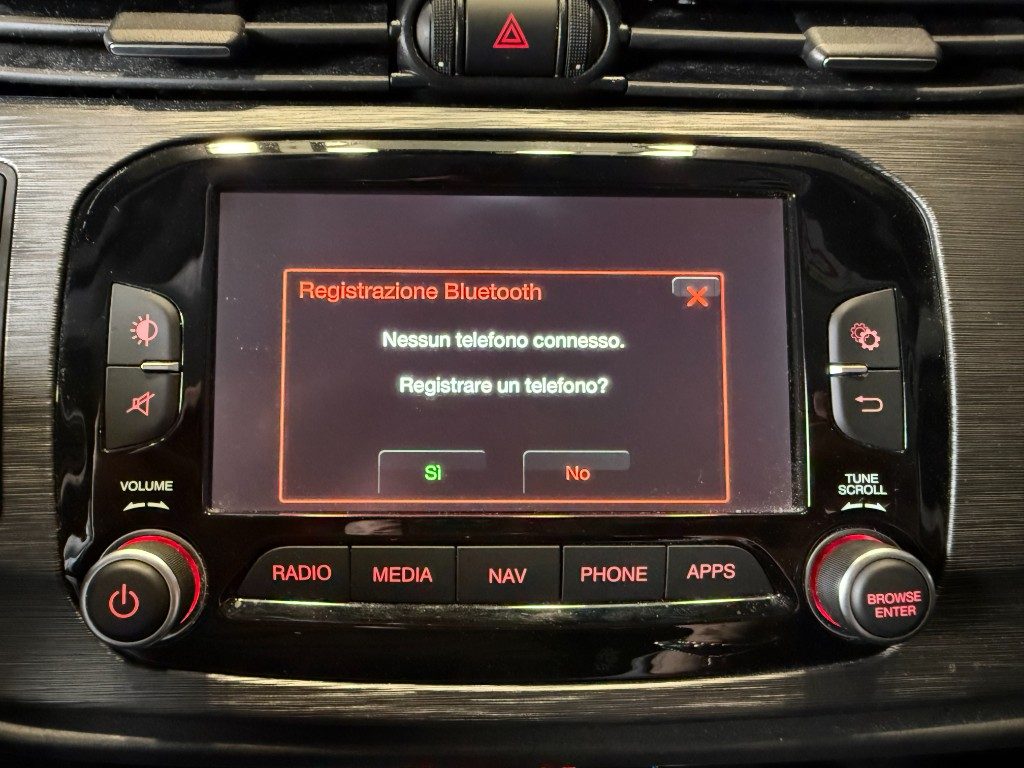 Registrazione Bluetooth
Nessun telefono connesso.
Registrare un telefono?
Sì
No
VOLUME
TUNE
SCROLL
RADIO
MEDIA
NAV
PHONE
APPS
BROWSE
ENTER